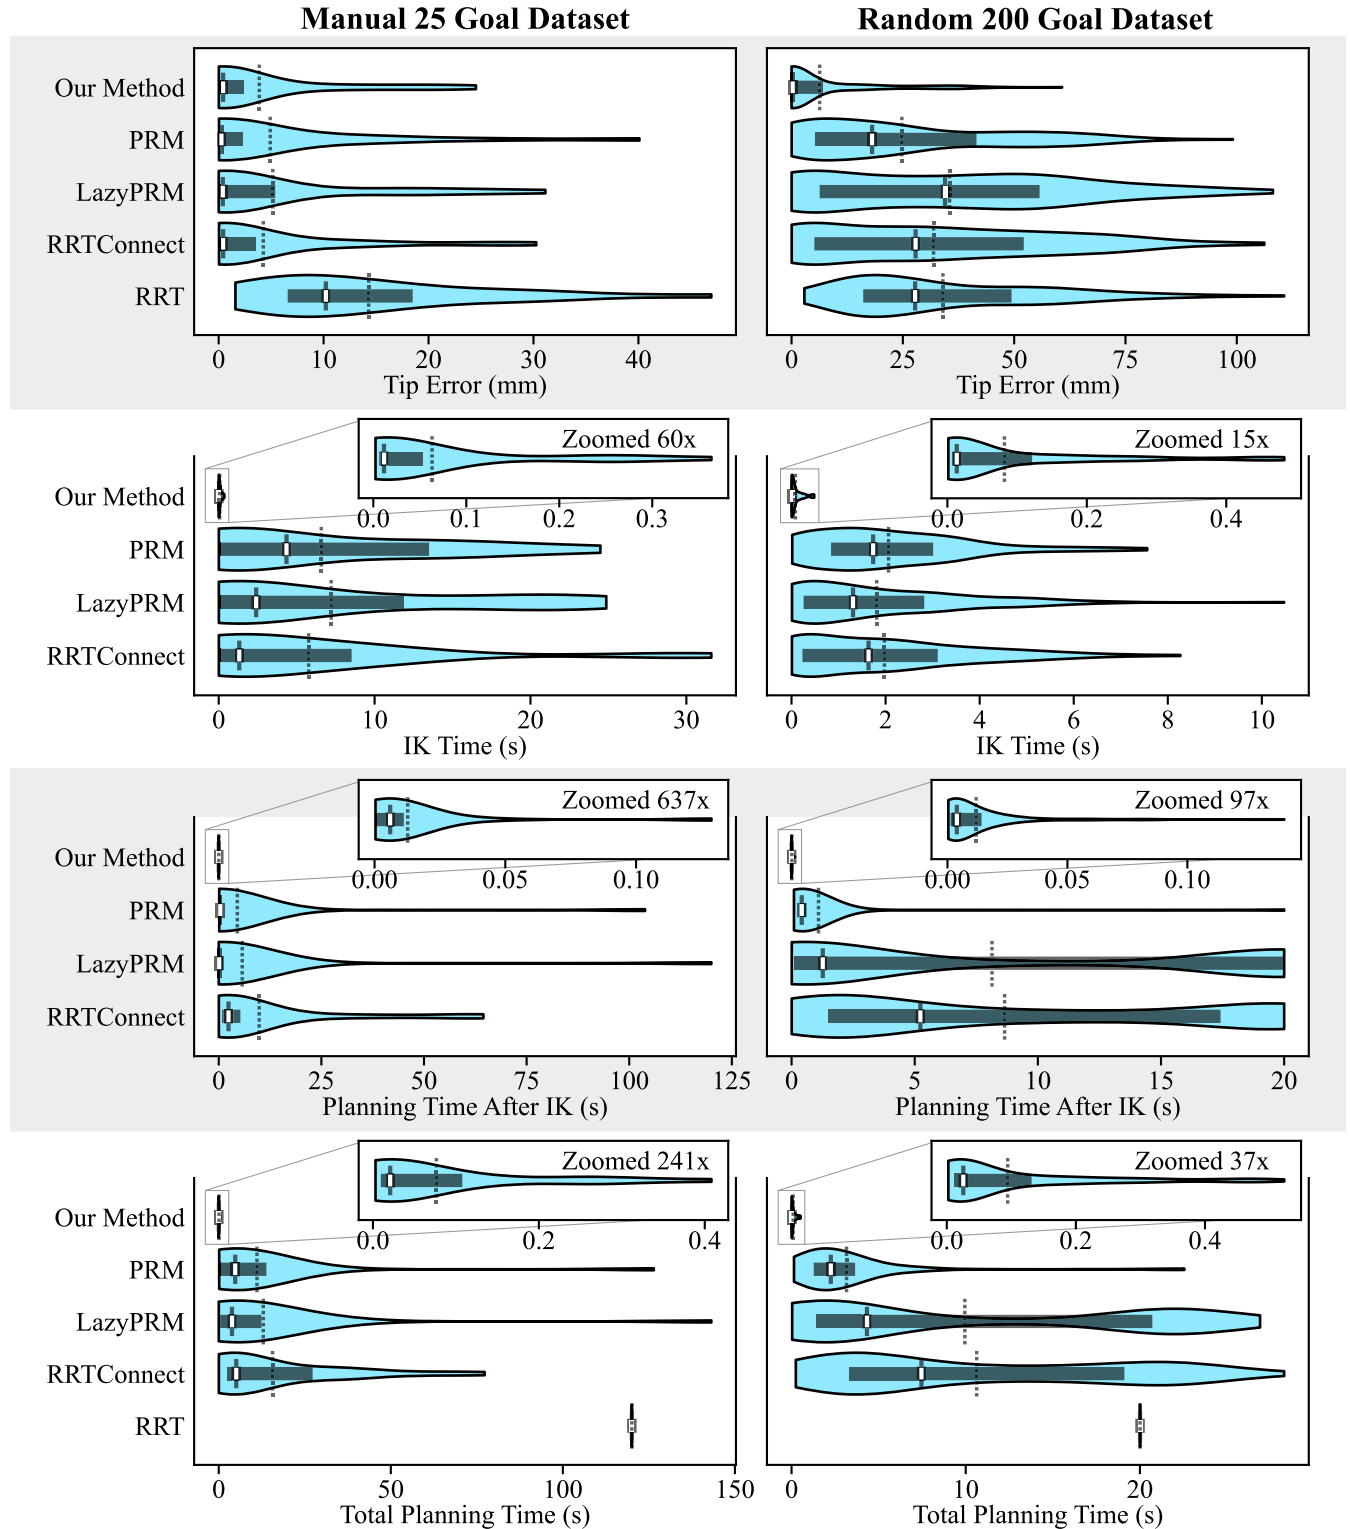 Manual 25 Goal Dataset
Random 200 Goal Dataset
Our Method
PRM
LazyPRM
RRTConnect
RRT
0 10 20 30 40
Tip Error (mm)
0 25 50 75 100
Tip Error (mm)
Zoomed 60x
0.0 0.1 0.2 0.3
Zoomed 15x
0.0 0.2 0.4
Our Method
PRM
LazyPRM
RRTConnect
0 10 20 30
IK Time (s)
0 2 4 6 8 10
IK Time (s)
Zoomed 637x
0.00 0.05 0.10
Zoomed 97x
0.00 0.05 0.10
Our Method
PRM
LazyPRM
RRTConnect
0 25 50 75 100 125
Planning Time After IK (s)
0 5 10 15 20
Planning Time After IK (s)
Zoomed 241x
0.0 0.2 0.4
Zoomed 37x
0.0 0.2 0.4
Our Method
PRM
LazyPRM
RRTConnect
RRT
0 50 100 150
Total Planning Time (s)
0 10 20
Total Planning Time (s)